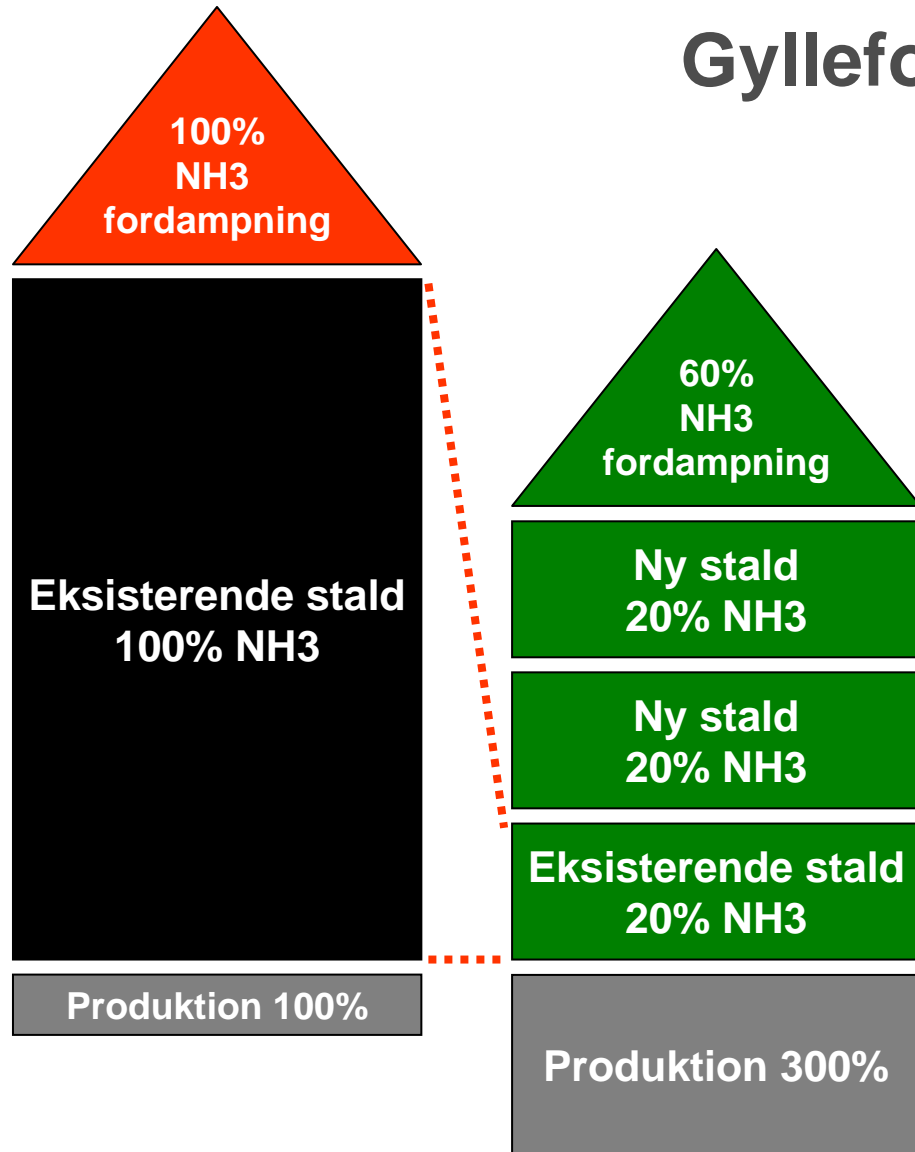 Gyllefo
100%
NH3
fordampning
Eksisterende stald
100% NH3
Produktion 100%
60%
NH3
fordampning
Ny stald
20% NH3
Ny stald
20% NH3
Eksisterende stald
20% NH3
Produktion 300%